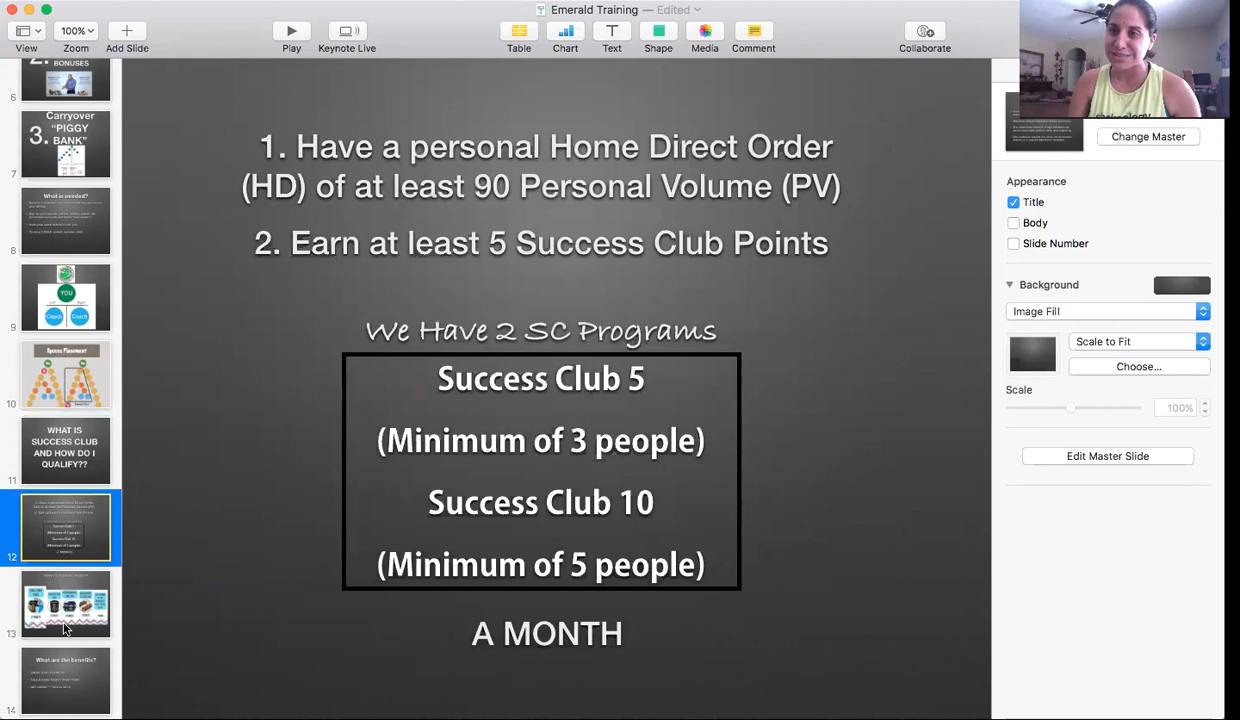 Emerald Training — Edited
100%
View
Zoom
Add Slide
Play
Keynote Live
Table
Chart
Text
Shape
Media
Comment
Collaborate
2.
BONUSES
6
Carryover
"PIGGY
3. BANK"
7
What is needed?
8
YOU
Coach
Coach
9
10
WHAT IS
SUCCESS CLUB
AND HOW DO I
QUALIFY??
11
12
13
What are the benefits?
14
1. Have a personal Home Direct Order
(HD) of at least 90 Personal Volume (PV)
2. Earn at least 5 Success Club Points
We Have 2 SC Programs
Success Club 5
(Minimum of 3 people)
Success Club 10
(Minimum of 5 people)
A MONTH
Change Master
Appearance
Title
Body
Slide Number
Background
Image Fill
Scale to Fit
Choose...
Scale
100%
Edit Master Slide